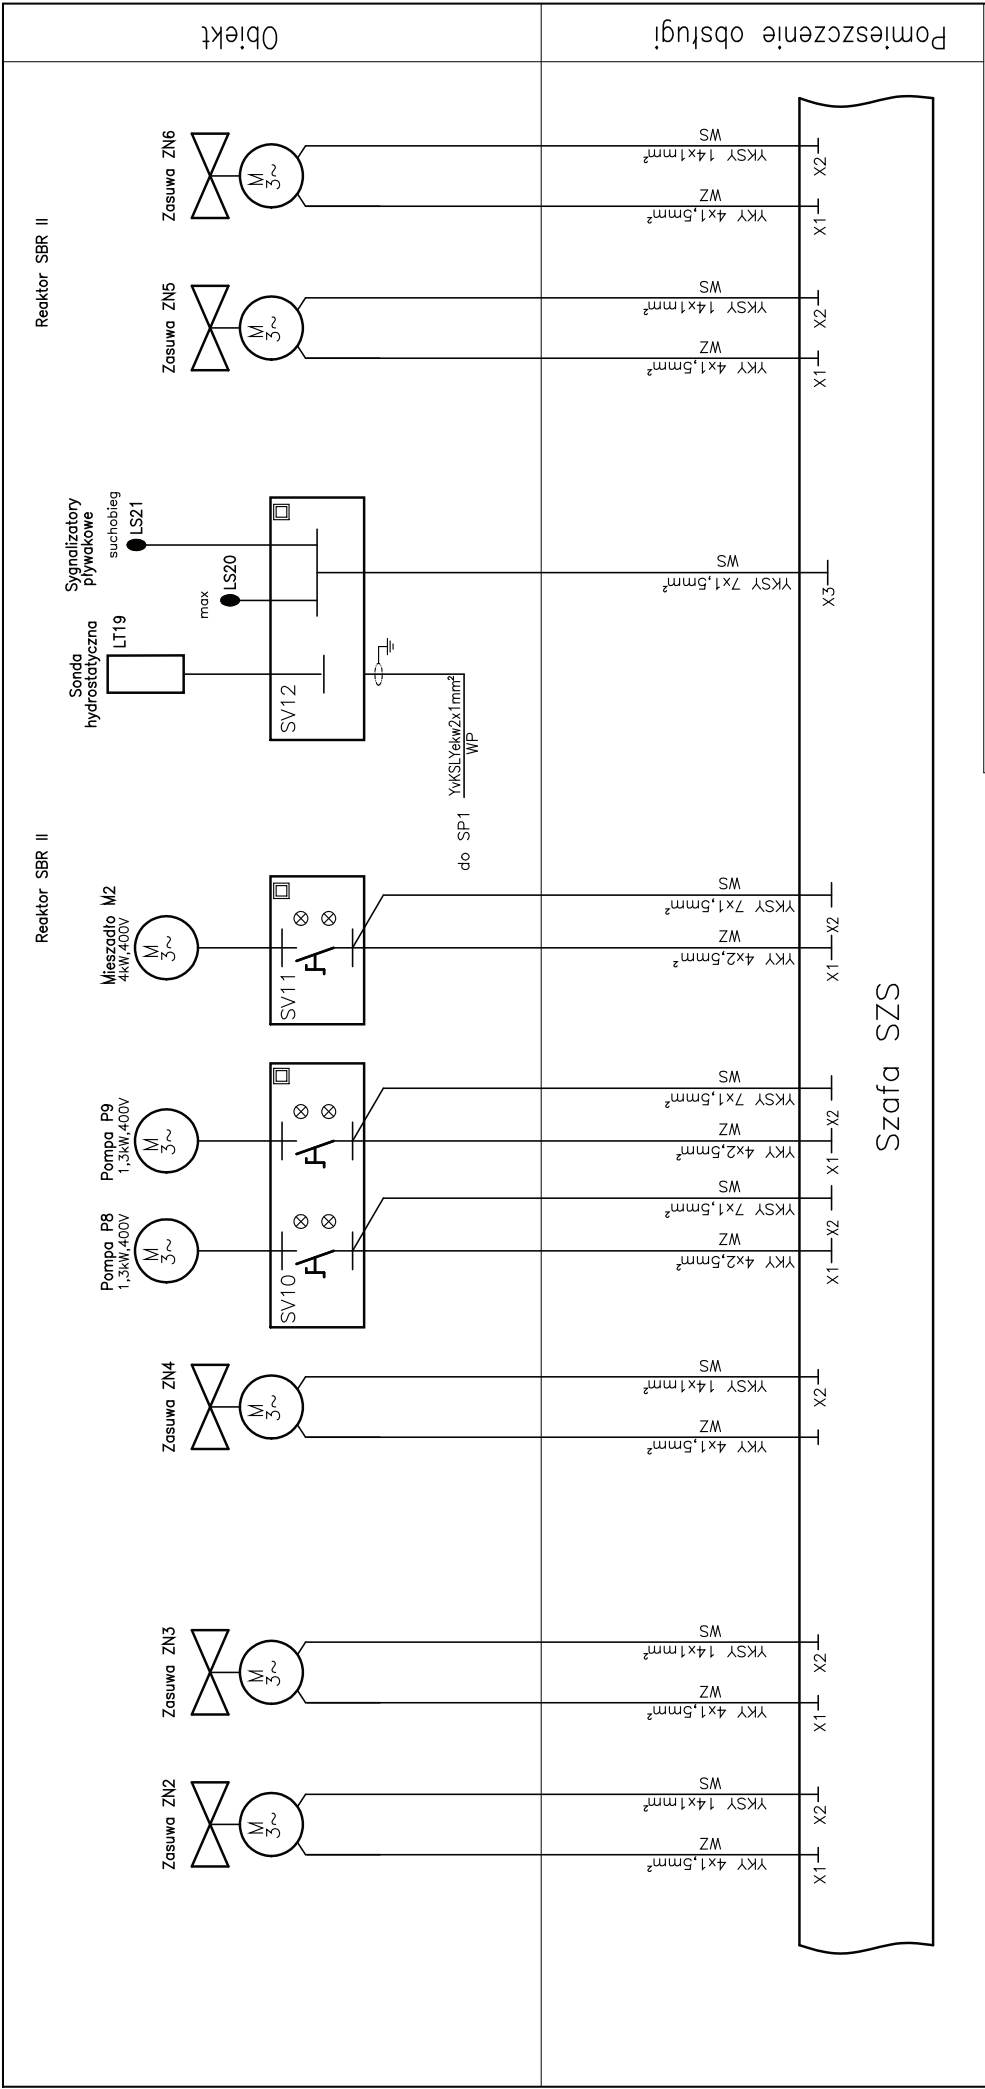 Obiekt
Pomieszczenie obsługi
Reaktor SBR II
Reaktor SBR II
Zasuwa ZN2
M
3~
YKY 4x1,5mm²
WZ
X1
YKSY 14x1mm²
WS
X2
Zasuwa ZN3
M
3~
YKY 4x1,5mm²
WZ
X1
YKSY 14x1mm²
WS
X2
Zasuwa ZN4
M
3~
YKY 4x1,5mm²
WZ
YKSY 14x1mm²
WS
X2
Pompa P8
1,3kW,400V
M
3~
SV10
YKY 4x2,5mm²
WZ
X1
YKSY 7x1,5mm²
WS
X2
Pompa P9
1,3kW,400V
M
3~
YKY 4x2,5mm²
WZ
X1
YKSY 7x1,5mm²
WS
X2
Mieszadło M2
4kW,400V
M
3~
SV11
YKY 4x2,5mm²
WZ
X1
YKSY 7x1,5mm²
WS
X2
Sonda
hydrostatyczna
LT19
Sygnalizatory
pływakowe
max
LS20
suchobieg
LS21
SV12
do SP1
YvKSLYekw2x1mm²
WP
YKSY 7x1,5mm²
WS
X3
Zasuwa ZN5
M
3~
YKY 4x1,5mm²
WZ
X1
YKSY 14x1mm²
WS
X2
Zasuwa ZN6
M
3~
YKY 4x1,5mm²
WZ
X1
YKSY 14x1mm²
WS
X2
Szafa SZS